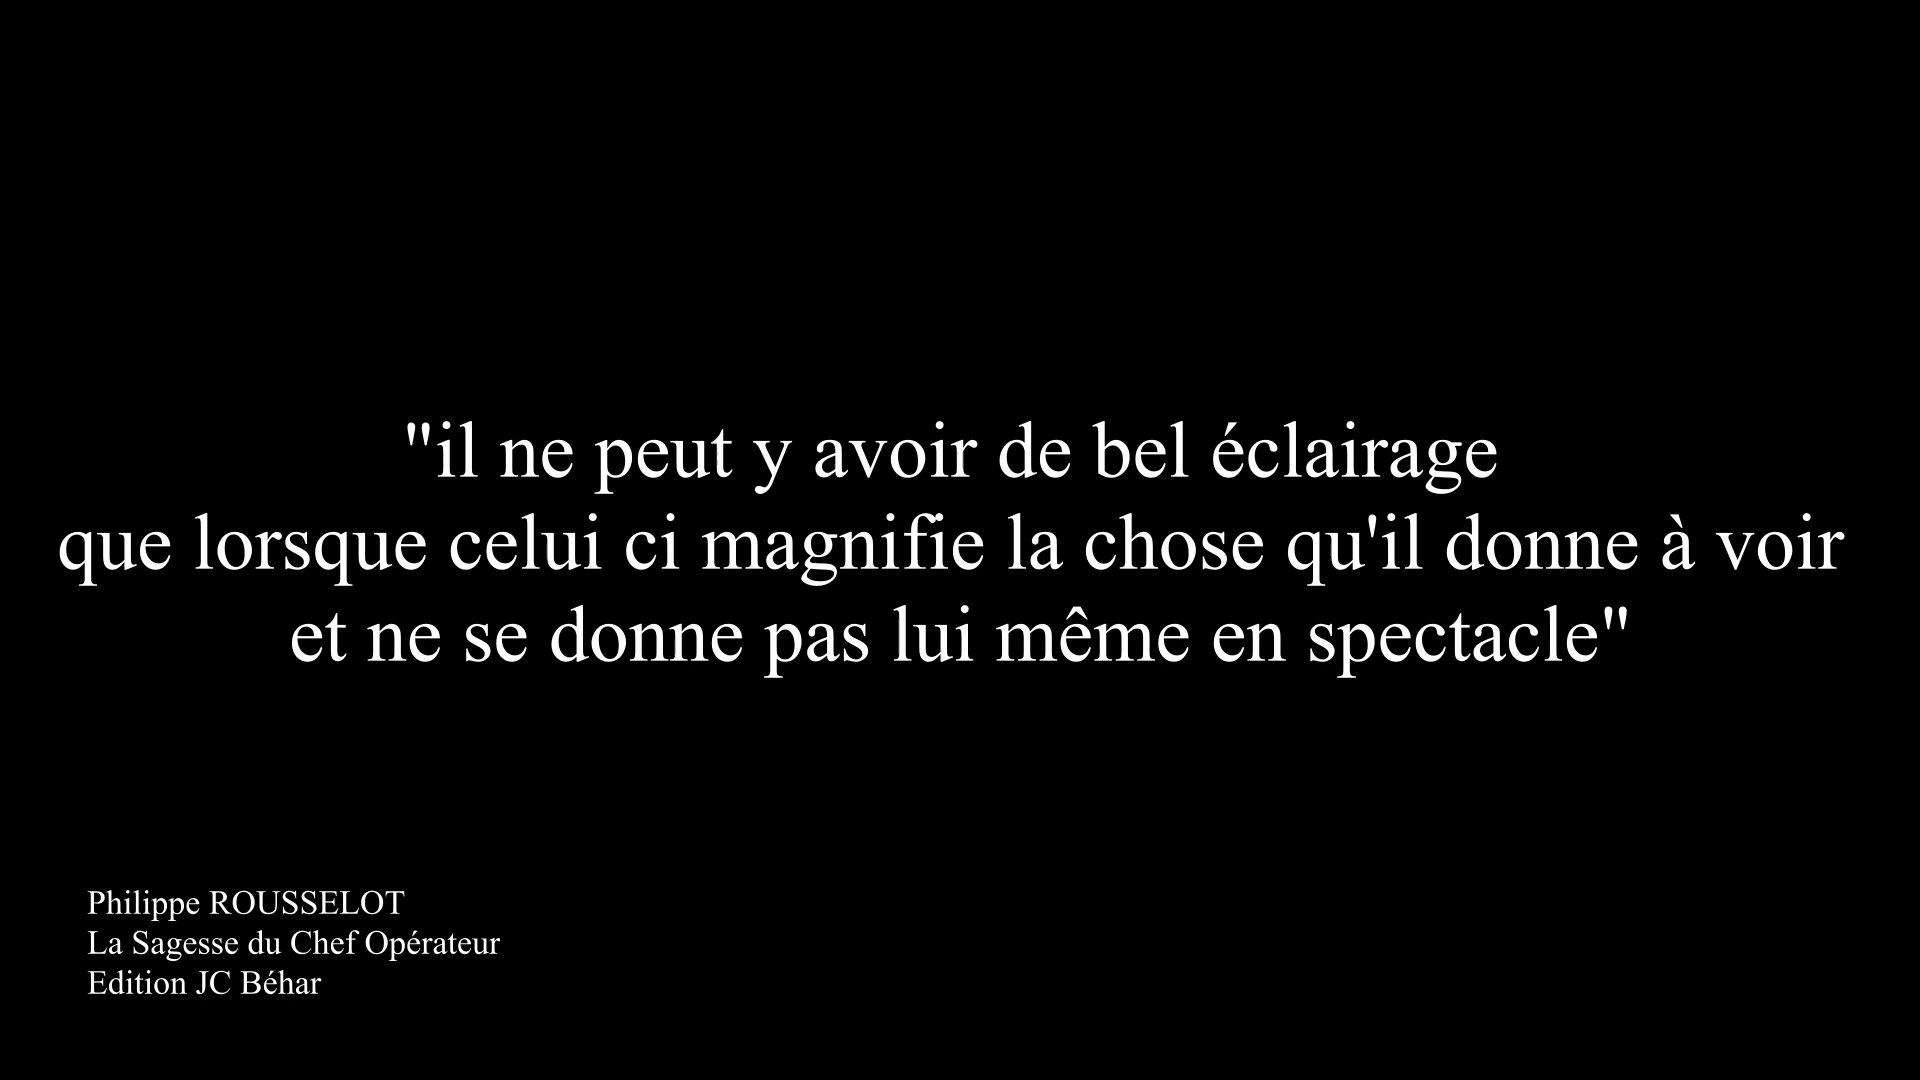 "il ne peut y avoir de bel éclairage
que lorsque celui ci magnifie la chose qu'il donne à voir
et ne se donne pas lui même en spectacle"
Philippe ROUSSELOT
La Sagesse du Chef Opérateur
Edition JC Béhar